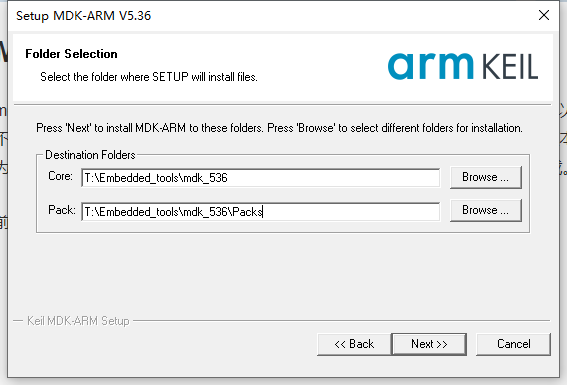 Setup MDK-ARM V5.36
Folder Selection
Select the folder where SETUP will install files.
arm KEIL
Press 'Next' to install MDK-ARM to these folders. Press 'Browse' to select different folders for installation.
Destination Folders
Core: T:\Embedded_tools\mdk_536 Browse ...
Pack: T:\Embedded_tools\mdk_536\Packs Browse ...
Keil MDK-ARM Setup
<< Back Next >> Cancel